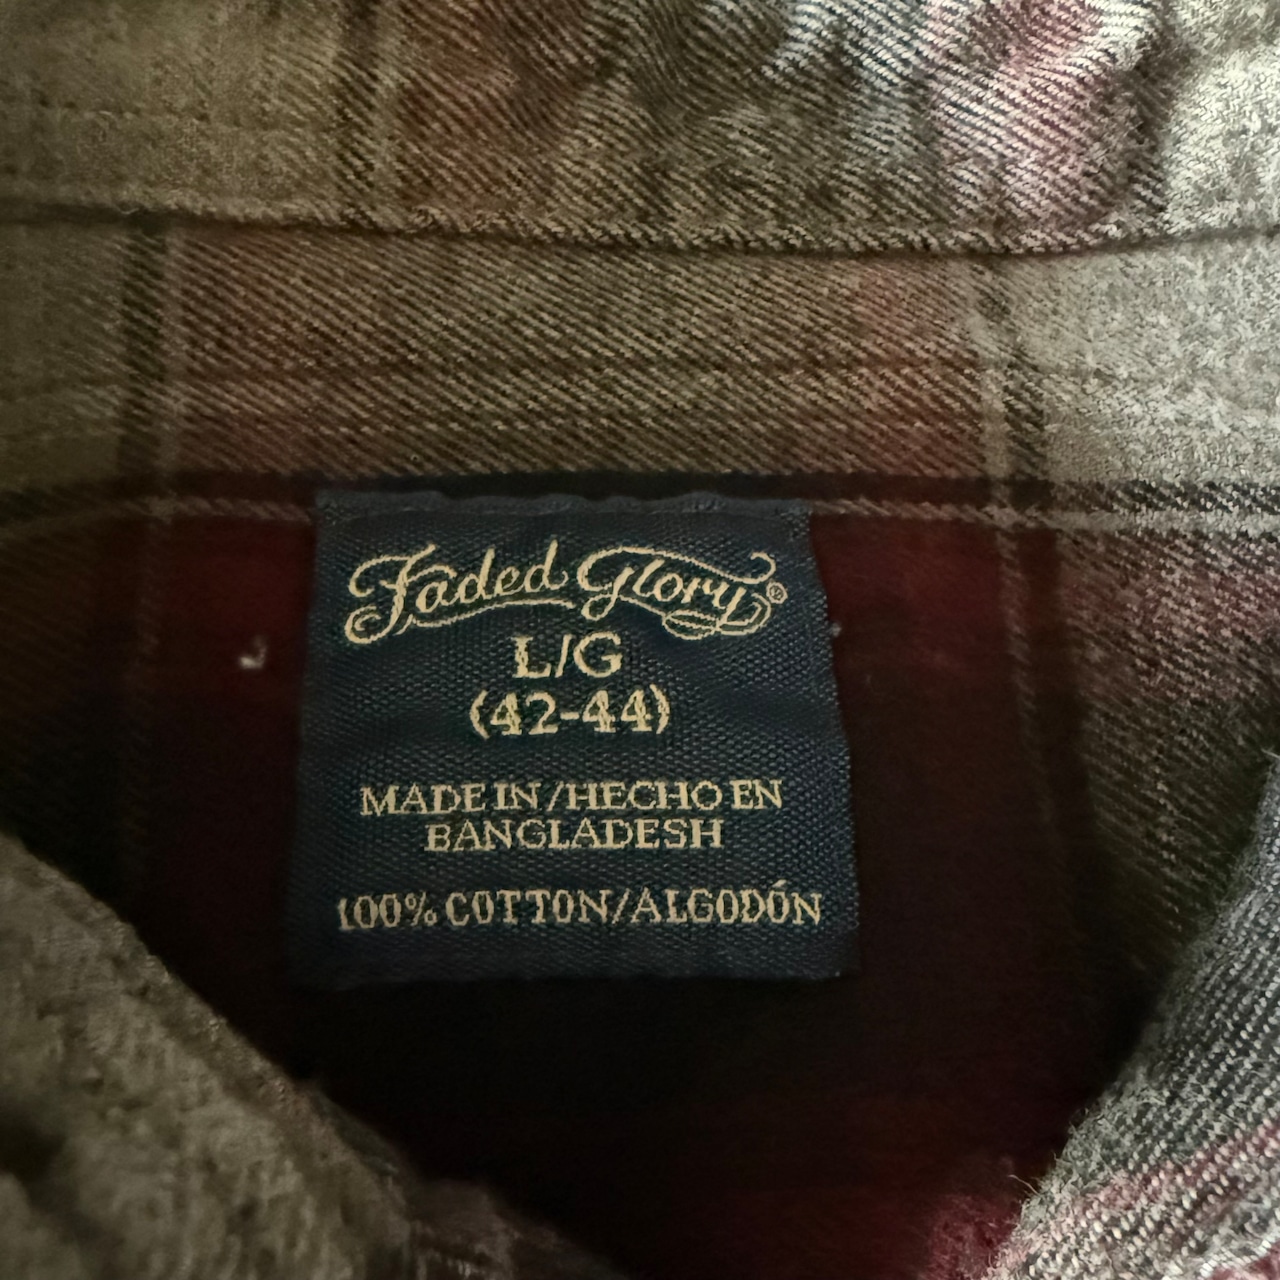 Faded Glory®
L/G
(42-44)
MADE IN/HECHO EN
BANGLADESH
100% COTTON/ALGODÓN